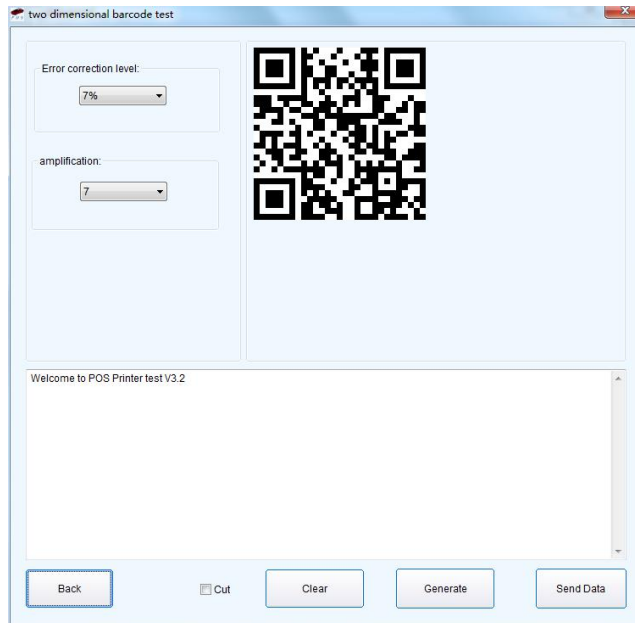 two dimensional barcode test
Error correction level:
7%
amplification:
7
Welcome to POS Printer test V3.2
Back
Cut
Clear
Generate
Send Data